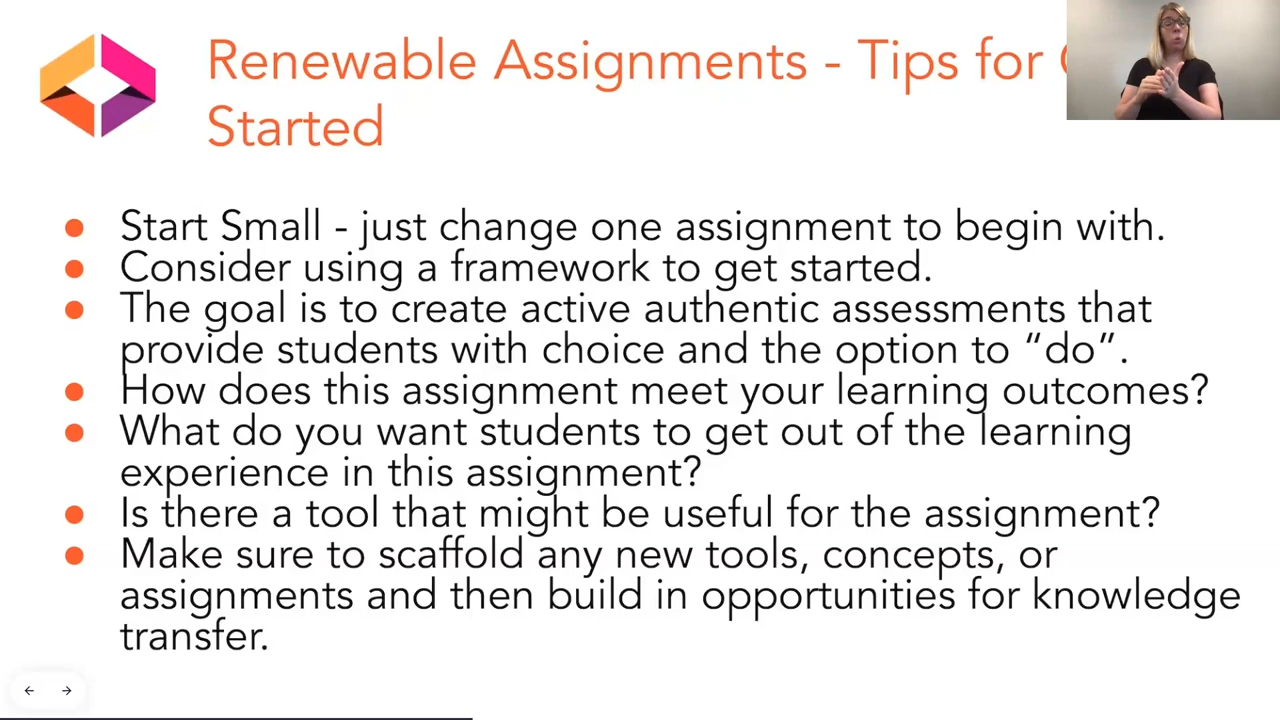 Renewable Assignments - Tips for
Started
Start Small - just change one assignment to begin with.
Consider using a framework to get started.
The goal is to create active authentic assessments that
provide students with choice and the option to “do”.
How does this assignment meet your learning outcomes?
What do you want students to get out of the learning
experience in this assignment?
Is there a tool that might be useful for the assignment?
Make sure to scaffold any new tools, concepts, or
assignments and then build in opportunities for knowledge
transfer.